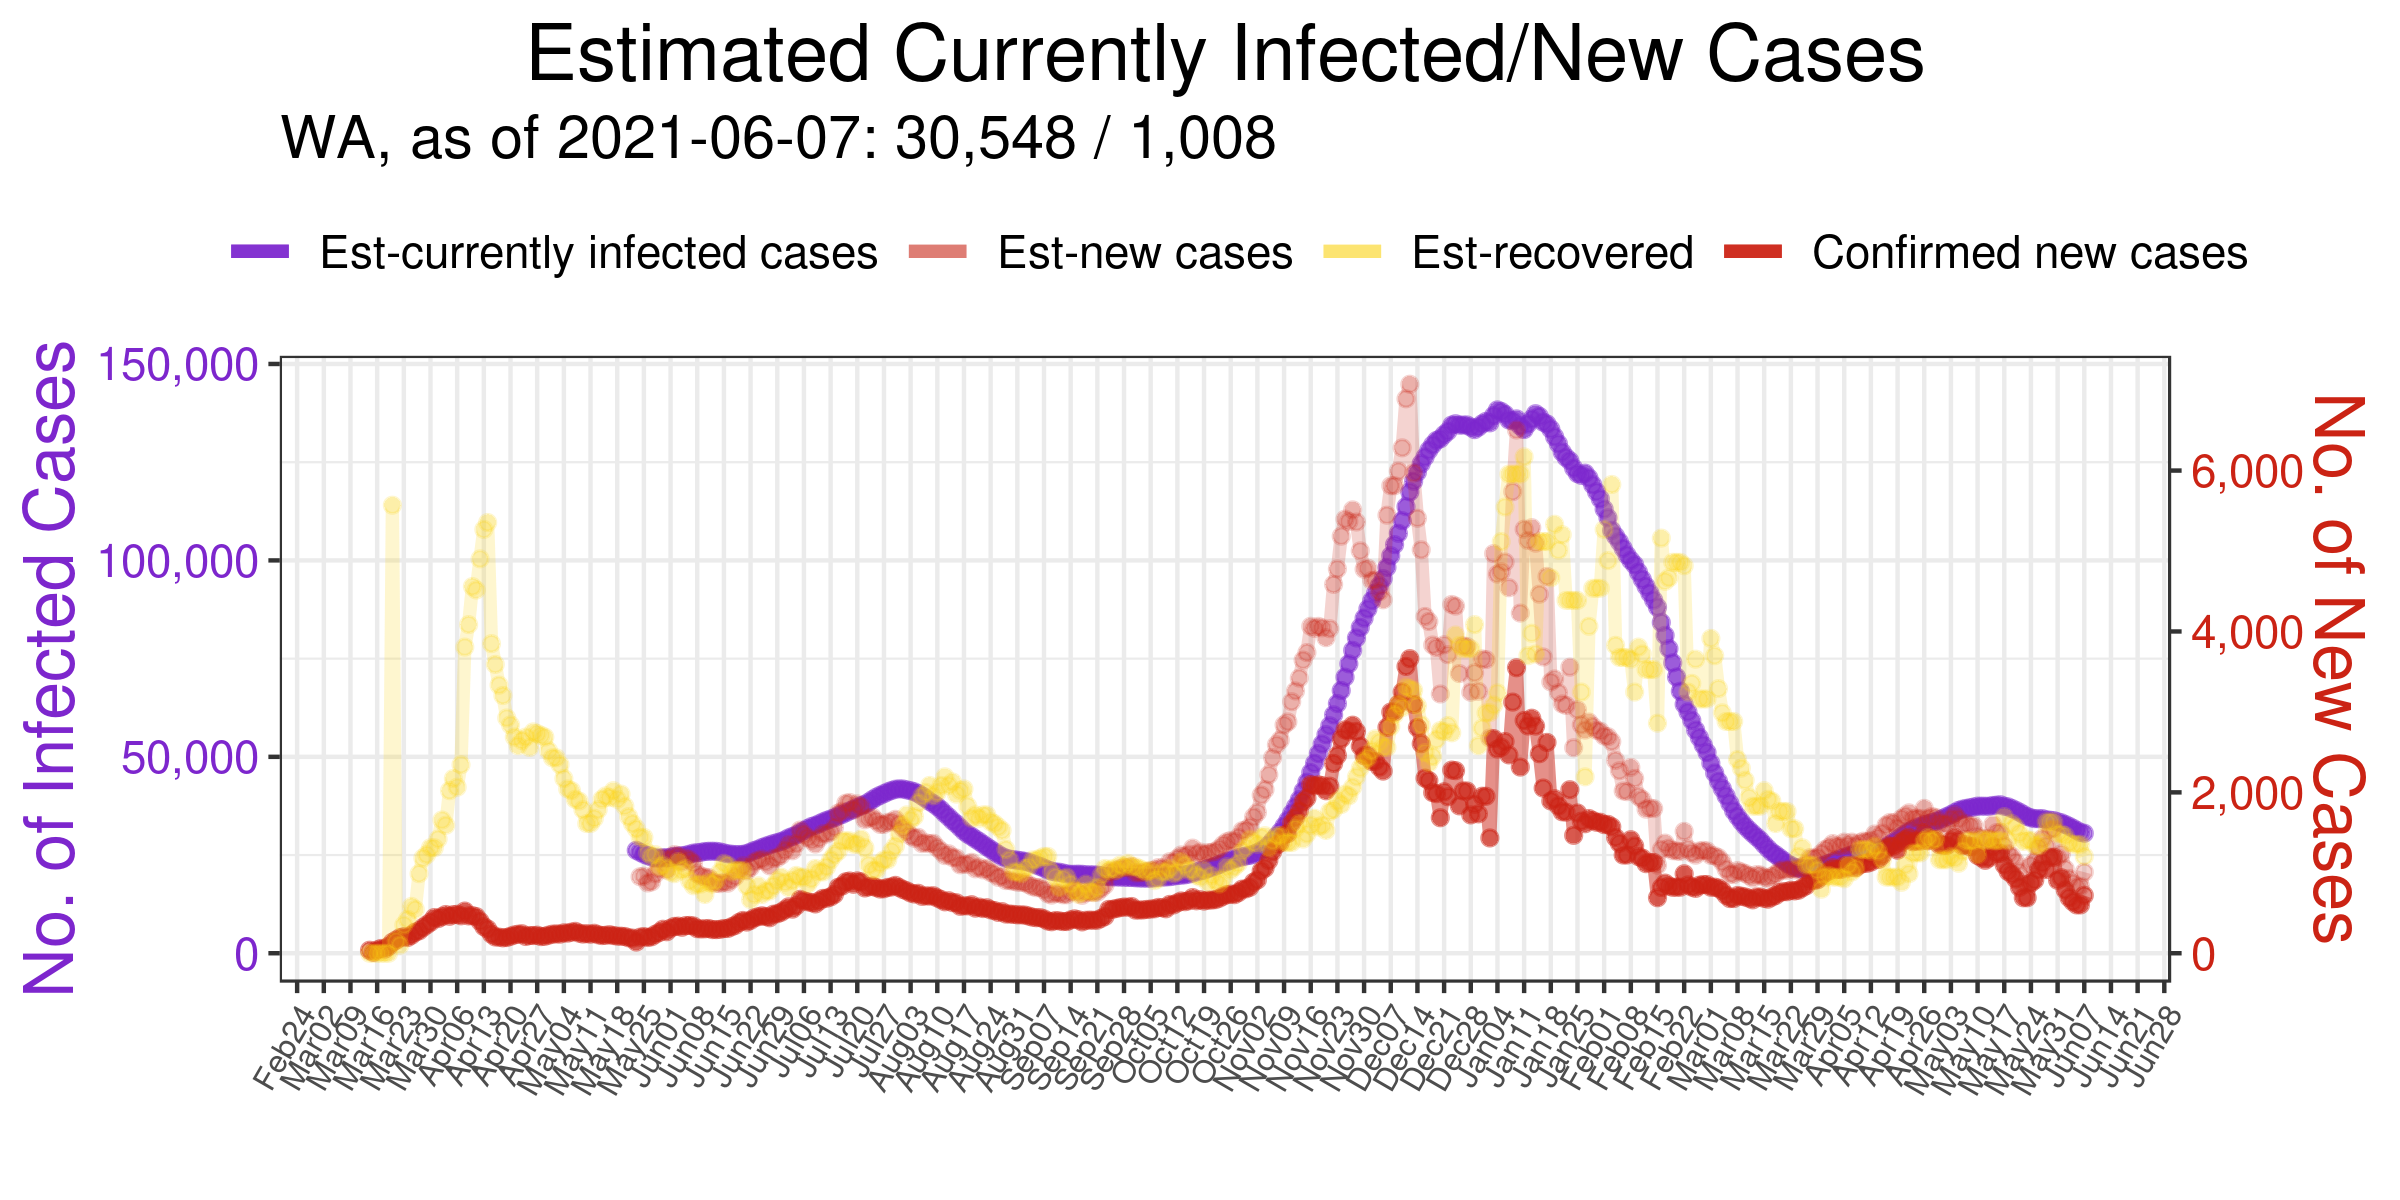 Estimated Currently Infected/New Cases
WA, as of 2021-06-07: 30,548 / 1,008
Est-currently infected cases Est-new cases Est-recovered Confirmed new cases
No. of Infected Cases
150,000
100,000
50,000
0
No. of New Cases
6,000
4,000
2,000
0
Feb24 Mar02 Mar09 Mar16 Mar23 Mar30 Apr06 Apr13 Apr20 Apr27 May04 May11 May18 May25 Jun01 Jun08 Jun15 Jun22 Jun29 Jul06 Jul13 Jul20 Jul27 Aug03 Aug10 Aug17 Aug24 Aug31 Sep07 Sep14 Sep21 Sep28 Oct05 Oct12 Oct19 Oct26 Nov02 Nov09 Nov16 Nov23 Nov30 Dec07 Dec14 Dec21 Dec28 Jan04 Jan11 Jan18 Jan25 Feb01 Feb08 Feb15 Feb22 Mar01 Mar08 Mar15 Mar22 Mar29 Apr05 Apr12 Apr19 Apr26 May03 May10 May17 May24 May31 Jun07 Jun14 Jun21 Jun28